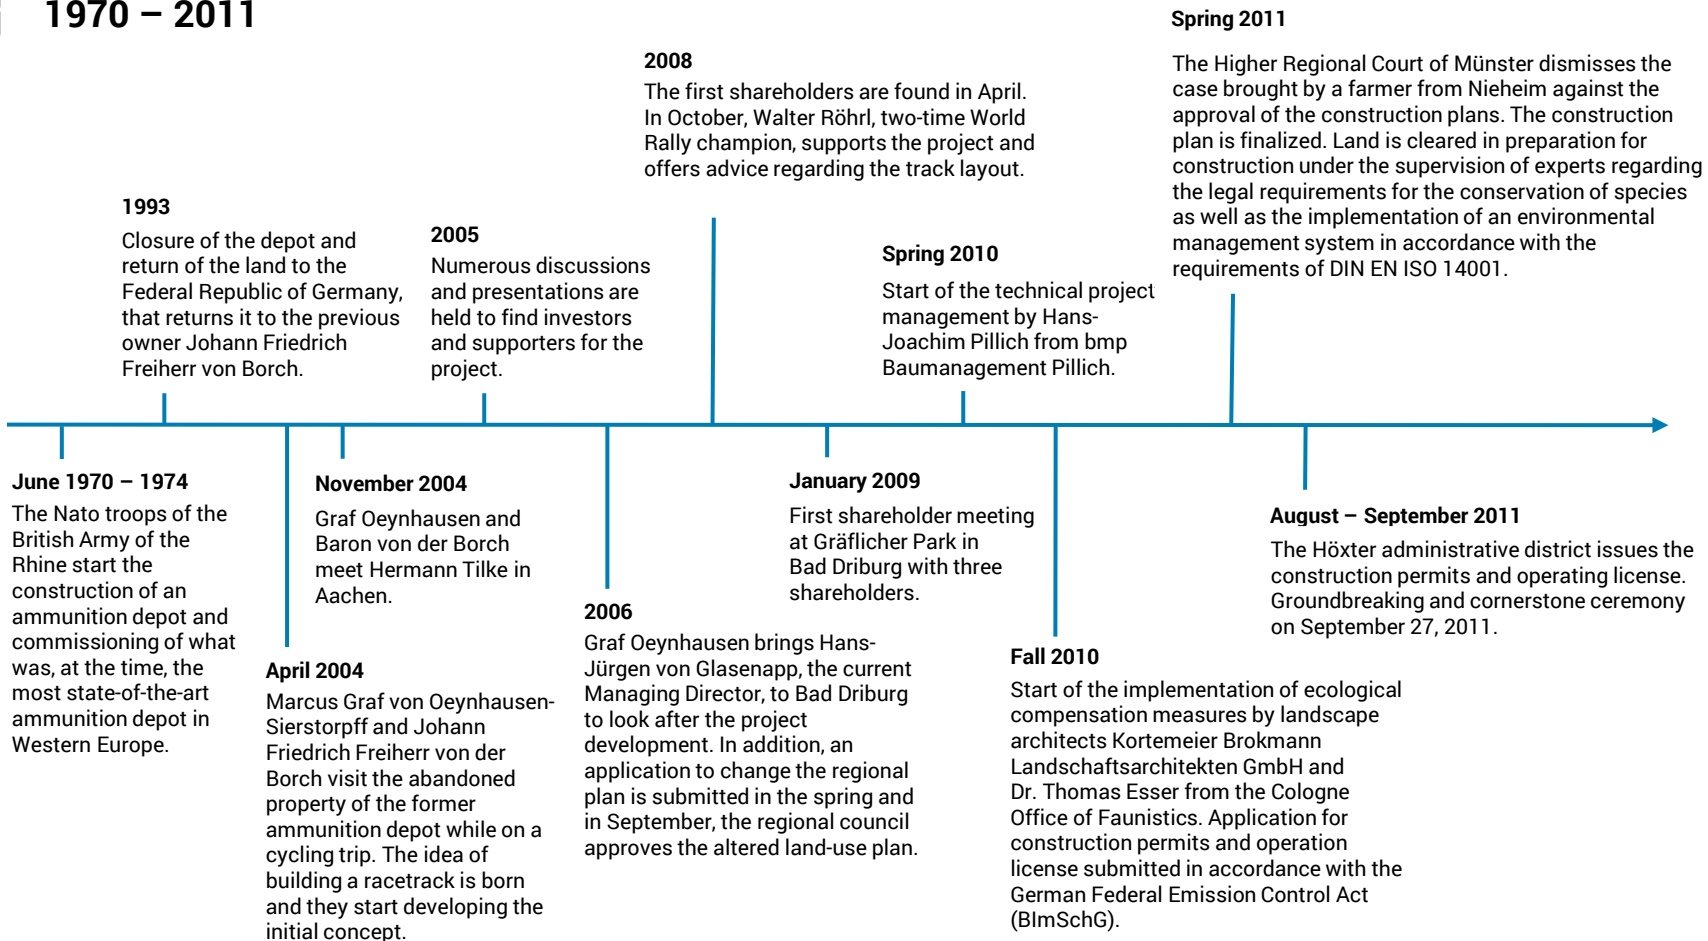 1970 – 2011
Spring 2011
The Higher Regional Court of Münster dismisses the
case brought by a farmer from Nieheim against the
approval of the construction plans. The construction
plan is finalized. Land is cleared in preparation for
construction under the supervision of experts regarding
the legal requirements for the conservation of species
as well as the implementation of an environmental
management system in accordance with the
requirements of DIN EN ISO 14001.
2008
The first shareholders are found in April.
In October, Walter Röhrl, two-time World
Rally champion, supports the project and
offers advice regarding the track layout.
1993
Closure of the depot and
return of the land to the
Federal Republic of Germany,
that returns it to the previous
owner Johann Friedrich
Freiherr von Borch.
2005
Numerous discussions
and presentations are
held to find investors
and supporters for the
project.
Spring 2010
Start of the technical project
management by Hans-
Joachim Pillich from bmp
Baumanagement Pillich.
June 1970 – 1974
The Nato troops of the
British Army of the
Rhine start the
construction of an
ammunition depot and
commissioning of what
was, at the time, the
most state-of-the-art
ammunition depot in
Western Europe.
November 2004
Graf Oeynhausen and
Baron von der Borch
meet Hermann Tilke in
Aachen.
April 2004
Marcus Graf von Oeynhausen-
Sierstorpff and Johann
Friedrich Freiherr von der
Borch visit the abandoned
property of the former
ammunition depot while on a
cycling trip. The idea of
building a racetrack is born
and they start developing the
initial concept.
2006
Graf Oeynhausen brings Hans-
Jürgen von Glasenapp, the current
Managing Director, to Bad Driburg
to look after the project
development. In addition, an
application to change the regional
plan is submitted in the spring and
in September, the regional council
approves the altered land-use plan.
January 2009
First shareholder meeting
at Gräflicher Park in
Bad Driburg with three
shareholders.
Fall 2010
Start of the implementation of ecological
compensation measures by landscape
architects Kortemeier Brokmann
Landschaftsarchitekten GmbH and
Dr. Thomas Esser from the Cologne
Office of Faunistics. Application for
construction permits and operation
license submitted in accordance with the
German Federal Emission Control Act
(BlmSchG).
August – September 2011
The Höxter administrative district issues the
construction permits and operating license.
Groundbreaking and cornerstone ceremony
on September 27, 2011.